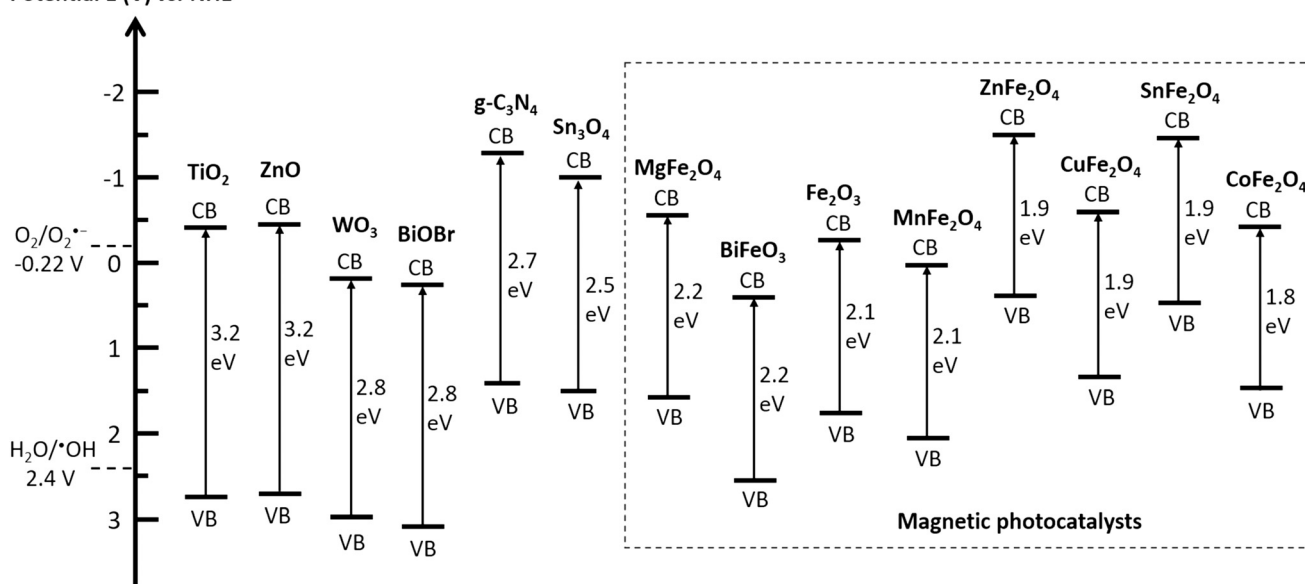 -2
-1
0
1
2
3
O₂/O₂•⁻
-0.22 V
H₂O/•OH
2.4 V
TiO₂
CB
3.2
eV
VB
ZnO
CB
3.2
eV
VB
WO₃
CB
2.8
eV
VB
BiOBr
CB
2.8
eV
VB
g-C₃N₄
CB
2.7
eV
VB
Sn₃O₄
CB
2.5
eV
VB
MgFe₂O₄
CB
2.2
eV
VB
BiFeO₃
CB
2.2
eV
VB
Fe₂O₃
CB
2.1
eV
VB
MnFe₂O₄
CB
2.1
eV
VB
ZnFe₂O₄
CB
1.9
eV
VB
CuFe₂O₄
CB
1.9
eV
VB
SnFe₂O₄
CB
1.9
eV
VB
CoFe₂O₄
CB
1.8
eV
VB
Magnetic photocatalysts